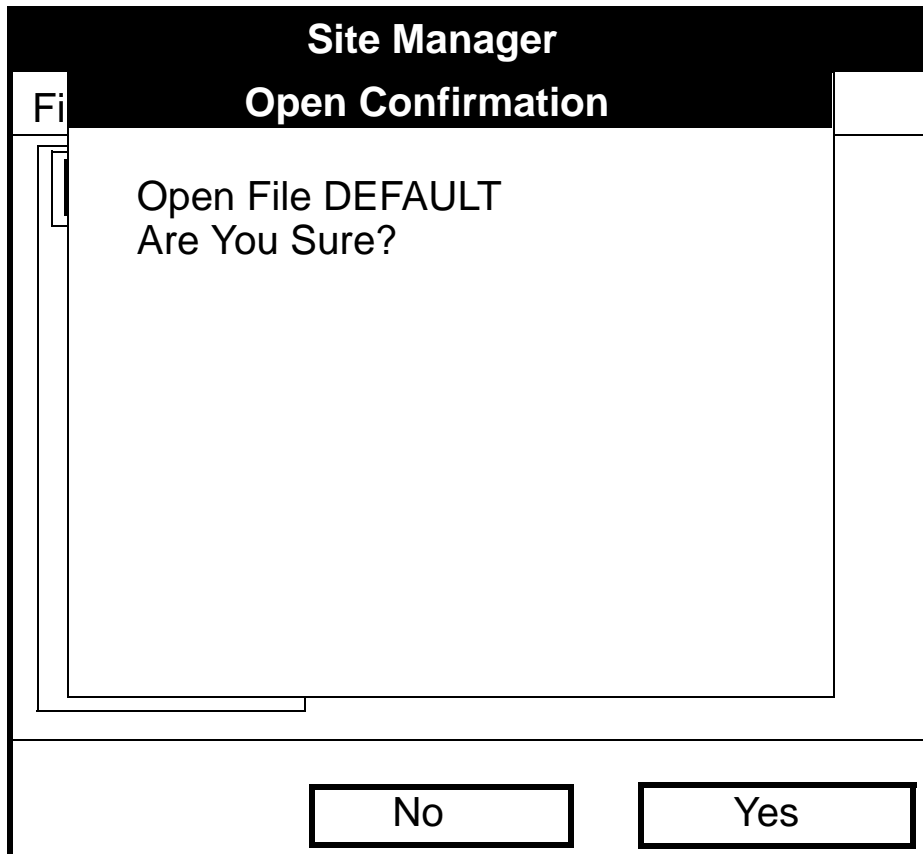 Site Manager
Open Confirmation
Fi
Open File DEFAULT
Are You Sure?
No
Yes